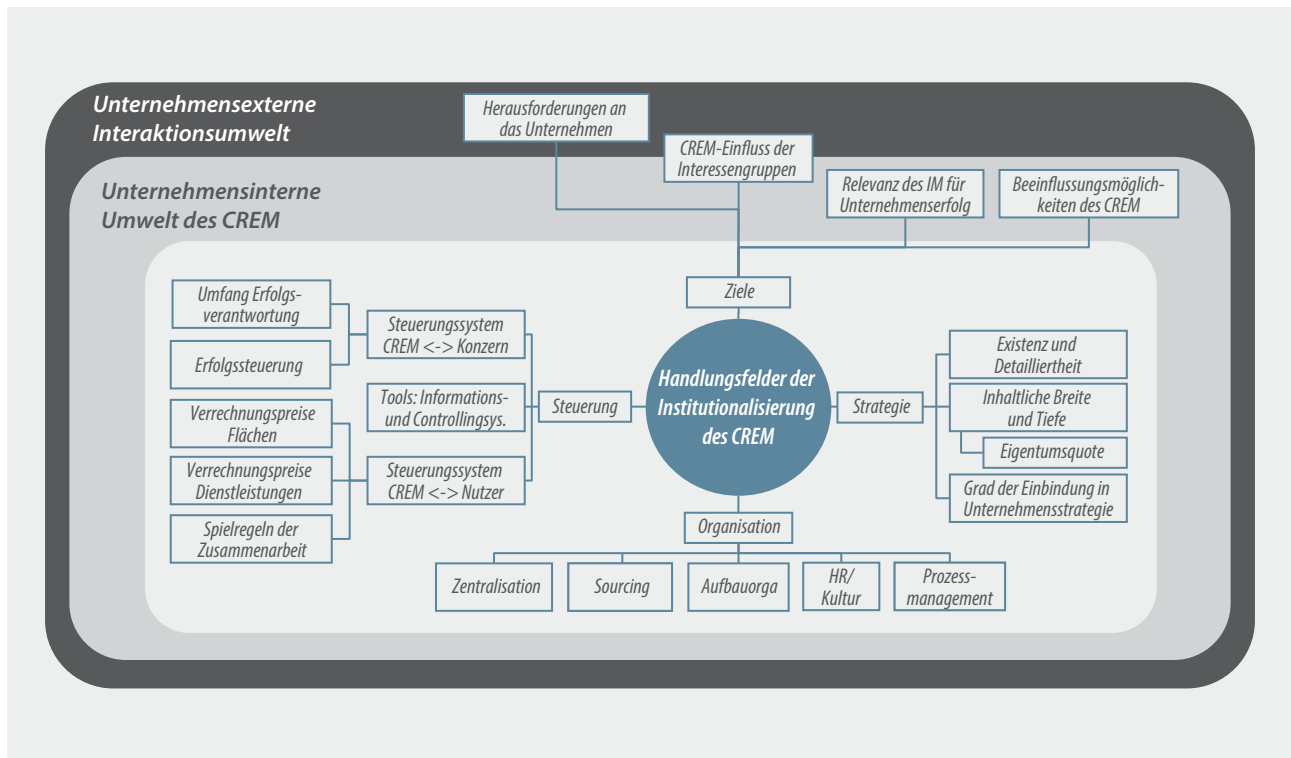 Unternehmensexterne
Interaktionsumwelt
Herausforderungen an
das Unternehmen
CREM-Einfluss der
Interessengruppen
Unternehmensinterne
Umwelt des CREM
Relevanz des IM für
Unternehmenserfolg
Beeinflussungsmöglich-
keiten des CREM
Ziele
Umfang Erfolgs-
verantwortung
Erfolgssteuerung
Verrechnungspreise
Flächen
Verrechnungspreise
Dienstleistungen
Spielregeln der
Zusammenarbeit
Steuerungssystem
CREM <-> Konzern
Tools: Informations-
und Controllingsys.
Steuerungssystem
CREM <-> Nutzer
Steuerung
Handlungsfelder der
Institutionalisierung
des CREM
Strategie
Existenz und
Detailliertheit
Inhaltliche Breite
und Tiefe
Eigentumsquote
Grad der Einbindung in
Unternehmensstrategie
Organisation
Zentralisation
Sourcing
Aufbauorga
HR/
Kultur
Prozess-
management